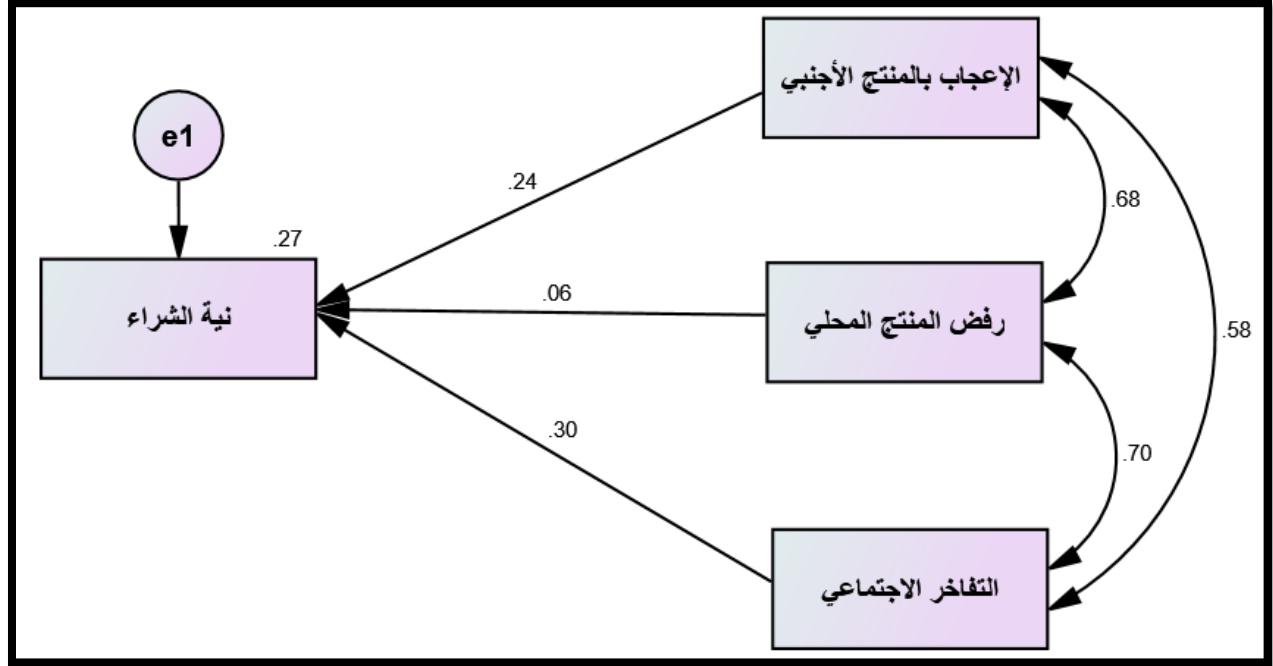 الإعجاب بالمنتج الأجنبي
e1
.24
.68
.27
نية الشراء
.06
رفض المنتج المحلي
.58
.30
.70
التفاخر الاجتماعي